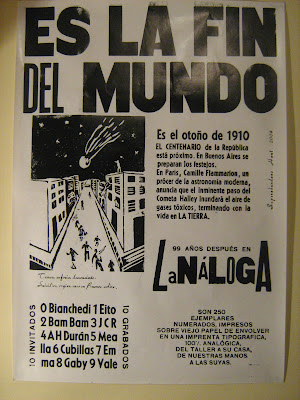 ES LA FIN
DEL MUNDO
Es el otoño de 1910
EL CENTENARIO de la República
está próximo. En Buenos Aires se
preparan los festejos.
En Paris, Camille Flammarion, un
prócer de la astronomía moderna,
anuncia que el inminente paso del
Cometa Halley inundará el aire de
gases tóxicos, terminando con la
vida en LA TIERRA.
99 AÑOS DESPUÉS EN
LaNÁLOGA
10 INVITADOS
0 Bianchedi 1 Eito
2 Bam Bam 3 J C R
4 AH Durán 5 Mea
lla 6 Cubillas 7 Em
ma 8 Gaby 9 Vale
10 GRABADOS
SON 250
EJEMPLARES
NUMERADOS, IMPRESOS
SOBRE VIEJO PAPEL DE ENVOLVER
EN UNA IMPRENTA TIPOGRAFICA,
100% ANALÓGICA,
DEL TALLER A SU CASA,
DE NUESTRAS MANOS
A LAS SUYAS.